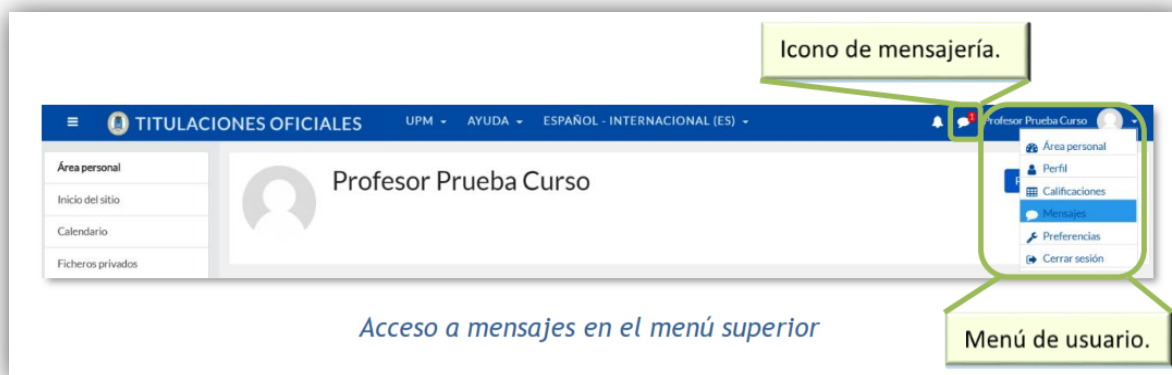 Icono de mensajería.
TITULACIONES OFICIALES UPM AYUDA ESPAÑOL - INTERNACIONAL (ES) 1 Profesor Prueba Curso
Área personal
Inicio del sitio
Calendario
Ficheros privados
Profesor Prueba Curso
Área personal
Perfil
Calificaciones
Mensajes
Preferencias
Cerrar sesión
Acceso a mensajes en el menú superior
Menú de usuario.